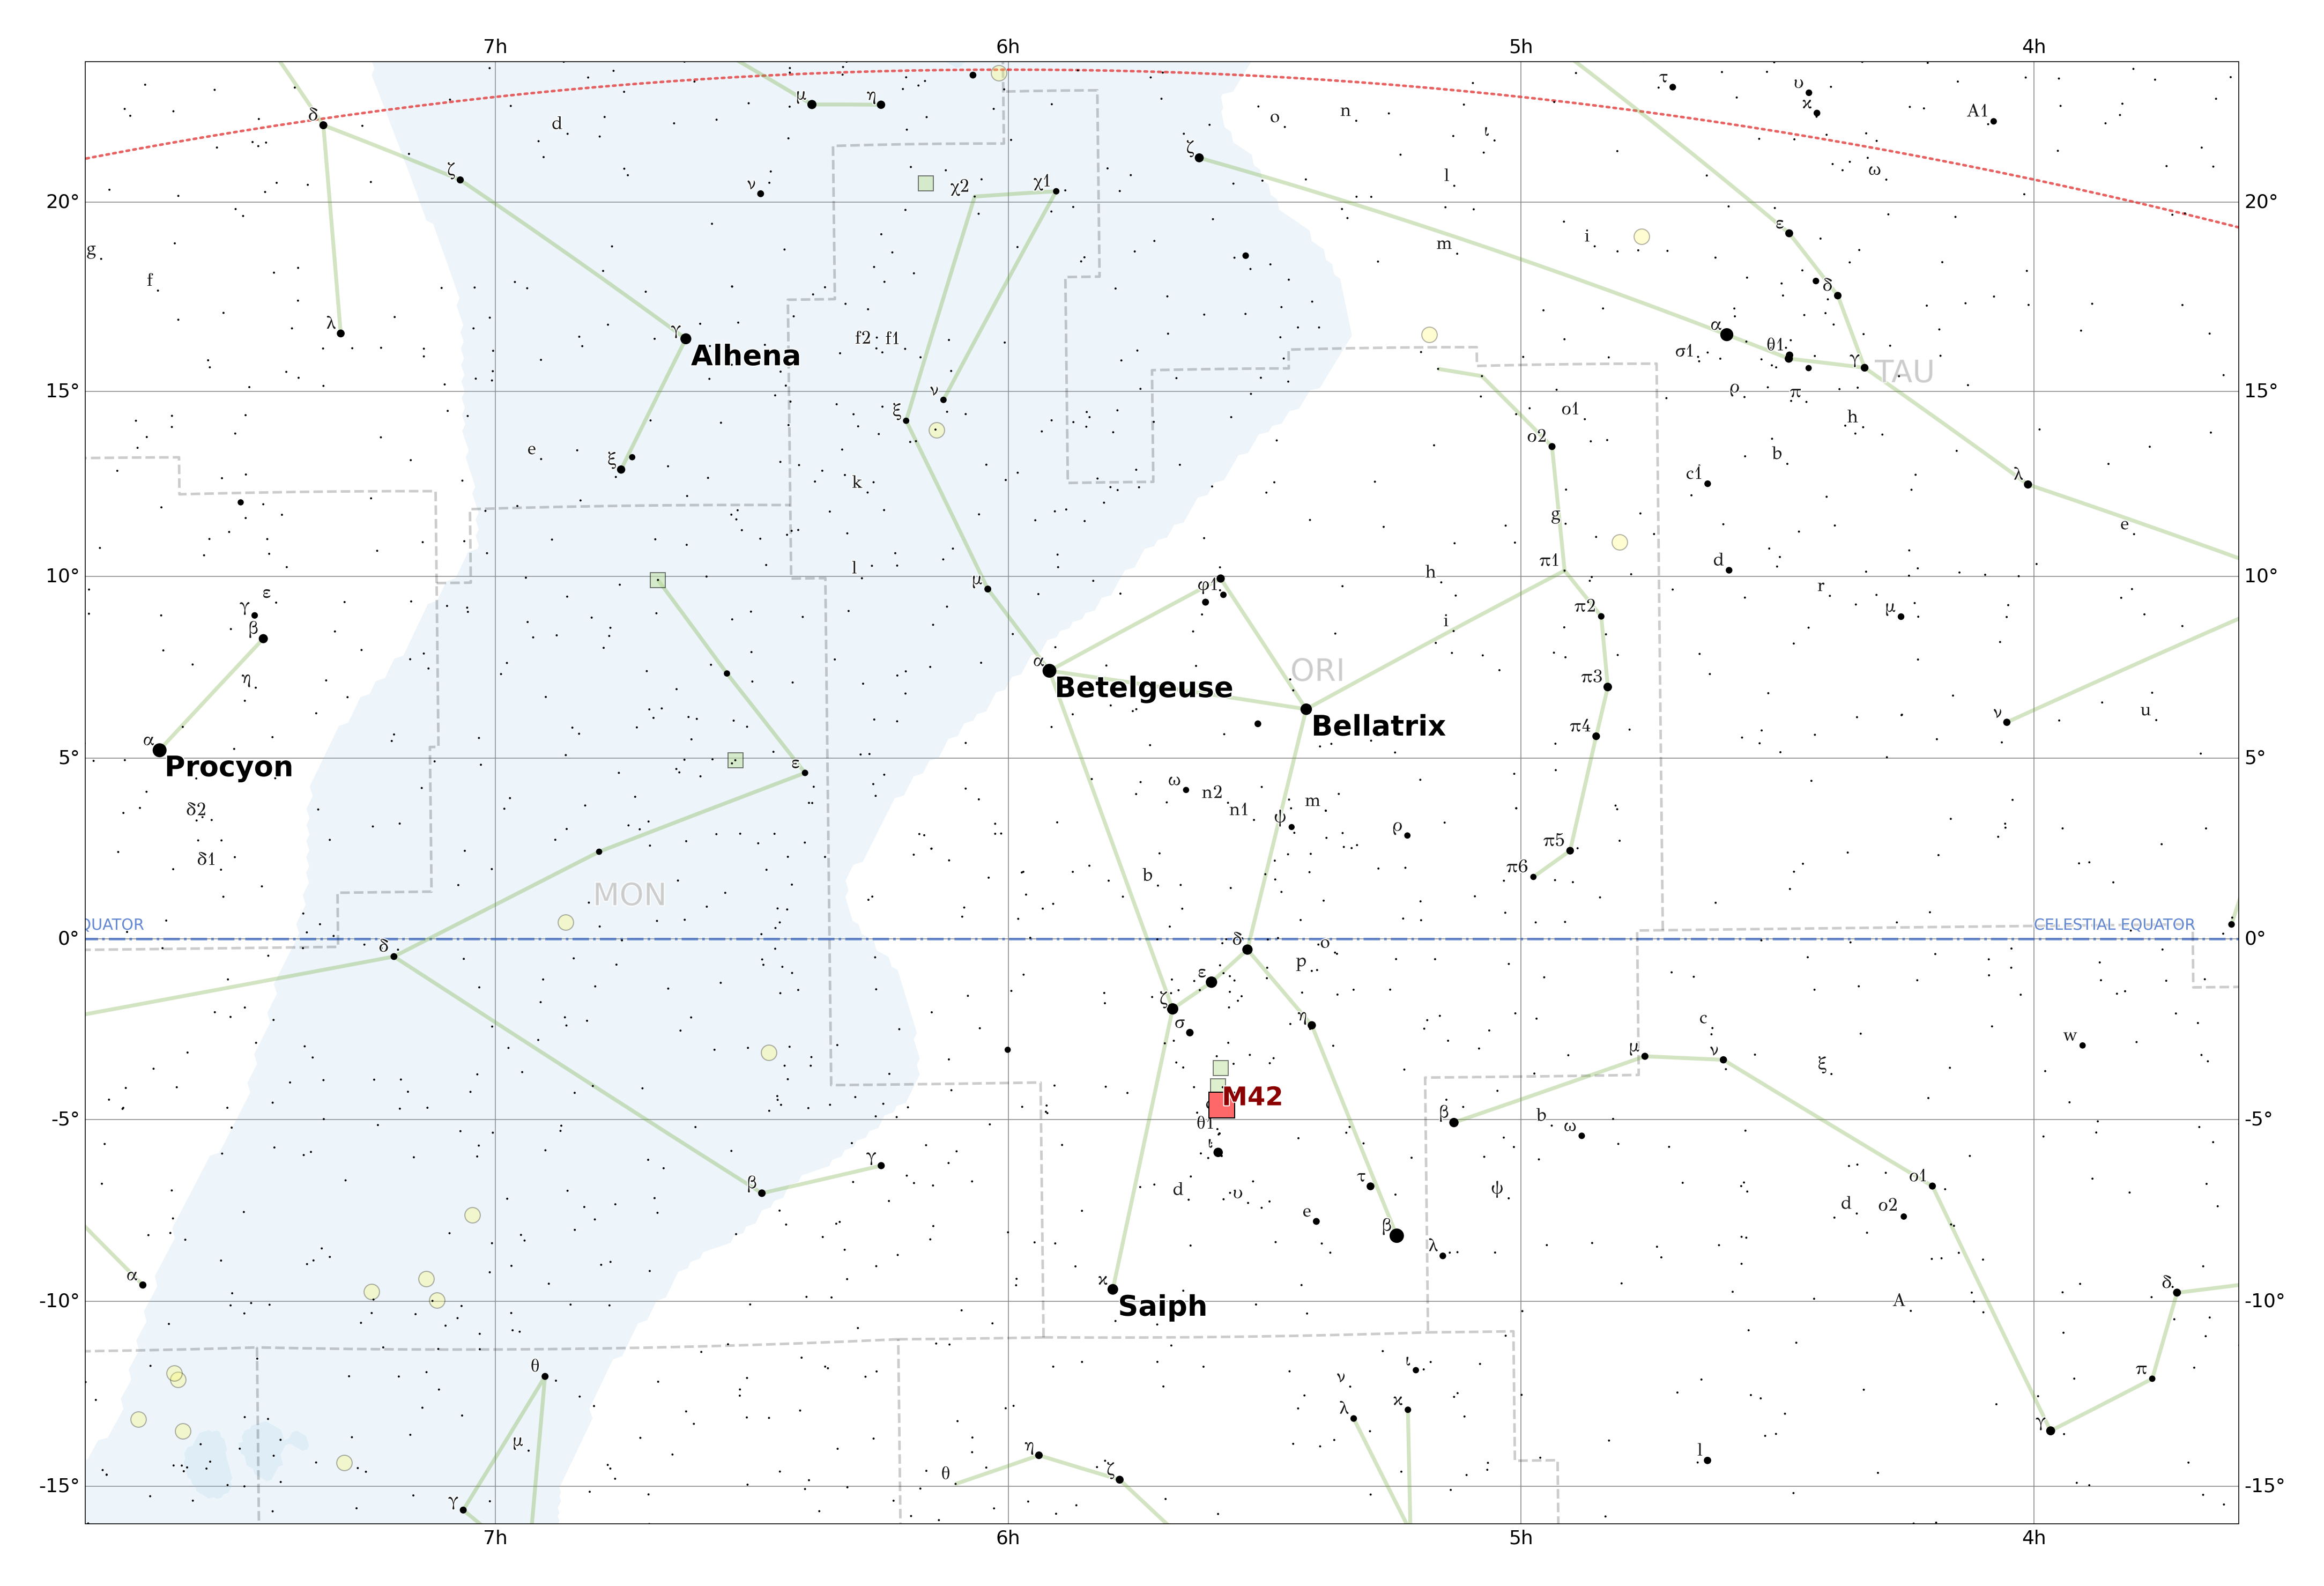 7h 6h 5h 4h
τ υ ϰ A1
δ μ η d o n ι
ζ ζ ν χ2 χ1 l ω
20° 20°
g f m i ε
λ γ δ
Alhena
f2 f1 α σ1 θ1 γ
TAU
15° 15°
ν ξ ρ π h
o1 o2
e ξ k b c1 λ
g e
10° 10°
l μ φ1 h π1 d r
ε γ β π2 μ
i
η α
Betelgeuse
ORI
π3
Bellatrix
π4 ν u
α
Procyon
5° 5°
ε ω n2 n1 m ψ ρ
δ2 δ1
π5 π6
b
MON
QUATOR CELESTIAL EQUATOR
0° 0°
δ δ o p
ε ζ σ η
c w
μ ν ξ
M42
-5° -5°
θ1 ι β b ω
γ β
d υ τ ψ o1
e β d o2
λ
α ϰ
Saiph
δ
-10° -10°
A
θ ι ν π
λ ϰ
μ η γ
θ ζ l
-15° -15°
γ
7h 6h 5h 4h